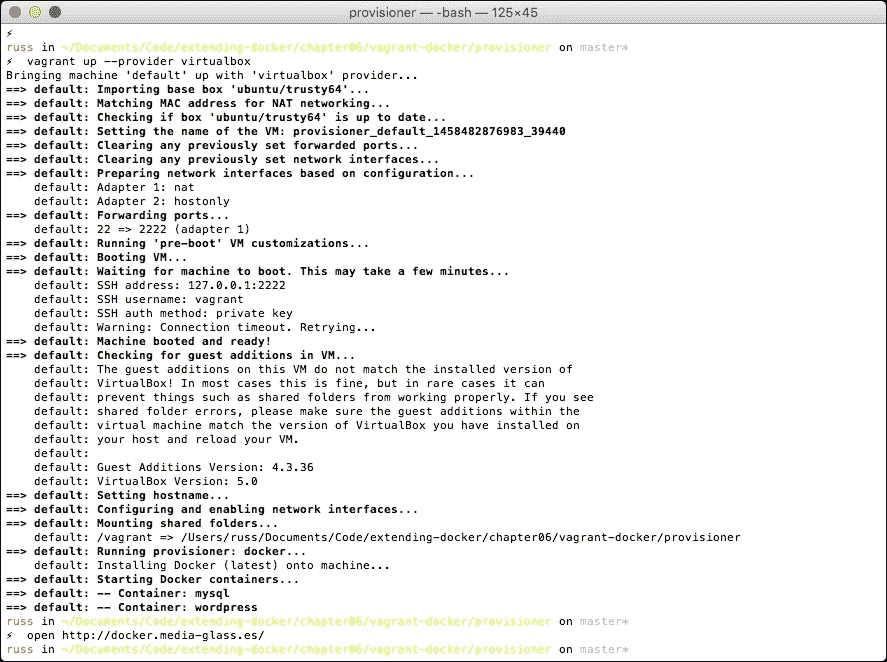 provisioner — -bash — 125×45
⚡
russ in ~/Documents/Code/extending-docker/chapter06/vagrant-docker/provisioner on master*
⚡ vagrant up --provider virtualbox
Bringing machine 'default' up with 'virtualbox' provider...
==> default: Importing base box 'ubuntu/trusty64'...
==> default: Matching MAC address for NAT networking...
==> default: Checking if box 'ubuntu/trusty64' is up to date...
==> default: Setting the name of the VM: provisioner_default_1458482876983_39440
==> default: Clearing any previously set forwarded ports...
==> default: Clearing any previously set network interfaces...
==> default: Preparing network interfaces based on configuration...
    default: Adapter 1: nat
    default: Adapter 2: hostonly
==> default: Forwarding ports...
    default: 22 => 2222 (adapter 1)
==> default: Running 'pre-boot' VM customizations...
==> default: Booting VM...
==> default: Waiting for machine to boot. This may take a few minutes...
    default: SSH address: 127.0.0.1:2222
    default: SSH username: vagrant
    default: SSH auth method: private key
    default: Warning: Connection timeout. Retrying...
==> default: Machine booted and ready!
==> default: Checking for guest additions in VM...
    default: The guest additions on this VM do not match the installed version of
    default: VirtualBox! In most cases this is fine, but in rare cases it can
    default: prevent things such as shared folders from working properly. If you see
    default: shared folder errors, please make sure the guest additions within the
    default: virtual machine match the version of VirtualBox you have installed on
    default: your host and reload your VM.
    default:
    default: Guest Additions Version: 4.3.36
    default: VirtualBox Version: 5.0
==> default: Setting hostname...
==> default: Configuring and enabling network interfaces...
==> default: Mounting shared folders...
    default: /vagrant => /Users/russ/Documents/Code/extending-docker/chapter06/vagrant-docker/provisioner
==> default: Running provisioner: docker...
    default: Installing Docker (latest) onto machine...
==> default: Starting Docker containers...
==> default: -- Container: mysql
==> default: -- Container: wordpress
russ in ~/Documents/Code/extending-docker/chapter06/vagrant-docker/provisioner on master*
⚡ open http://docker.media-glass.es/
russ in ~/Documents/Code/extending-docker/chapter06/vagrant-docker/provisioner on master*